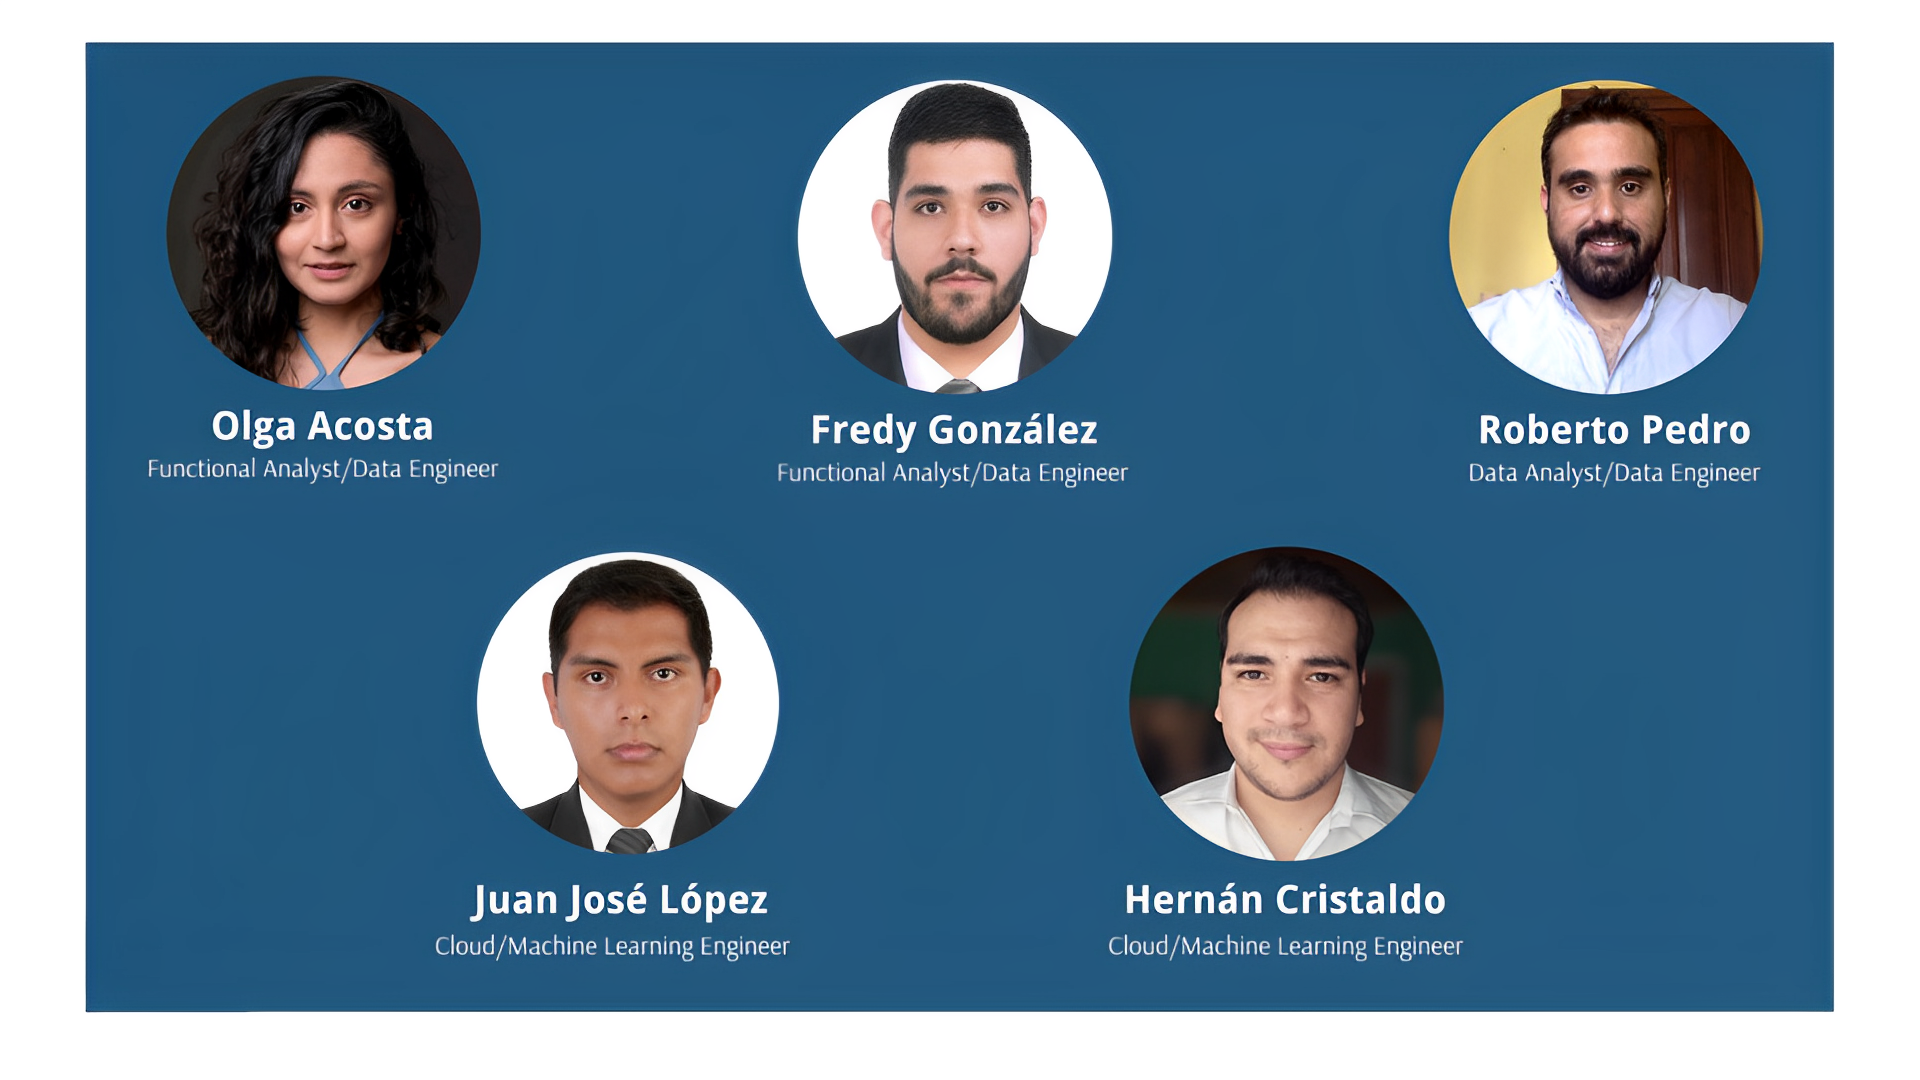 Olga Acosta
Functional Analyst/Data Engineer
Fredy González
Functional Analyst/Data Engineer
Roberto Pedro
Data Analyst/Data Engineer
Juan José López
Cloud/Machine Learning Engineer
Hernán Cristaldo
Cloud/Machine Learning Engineer